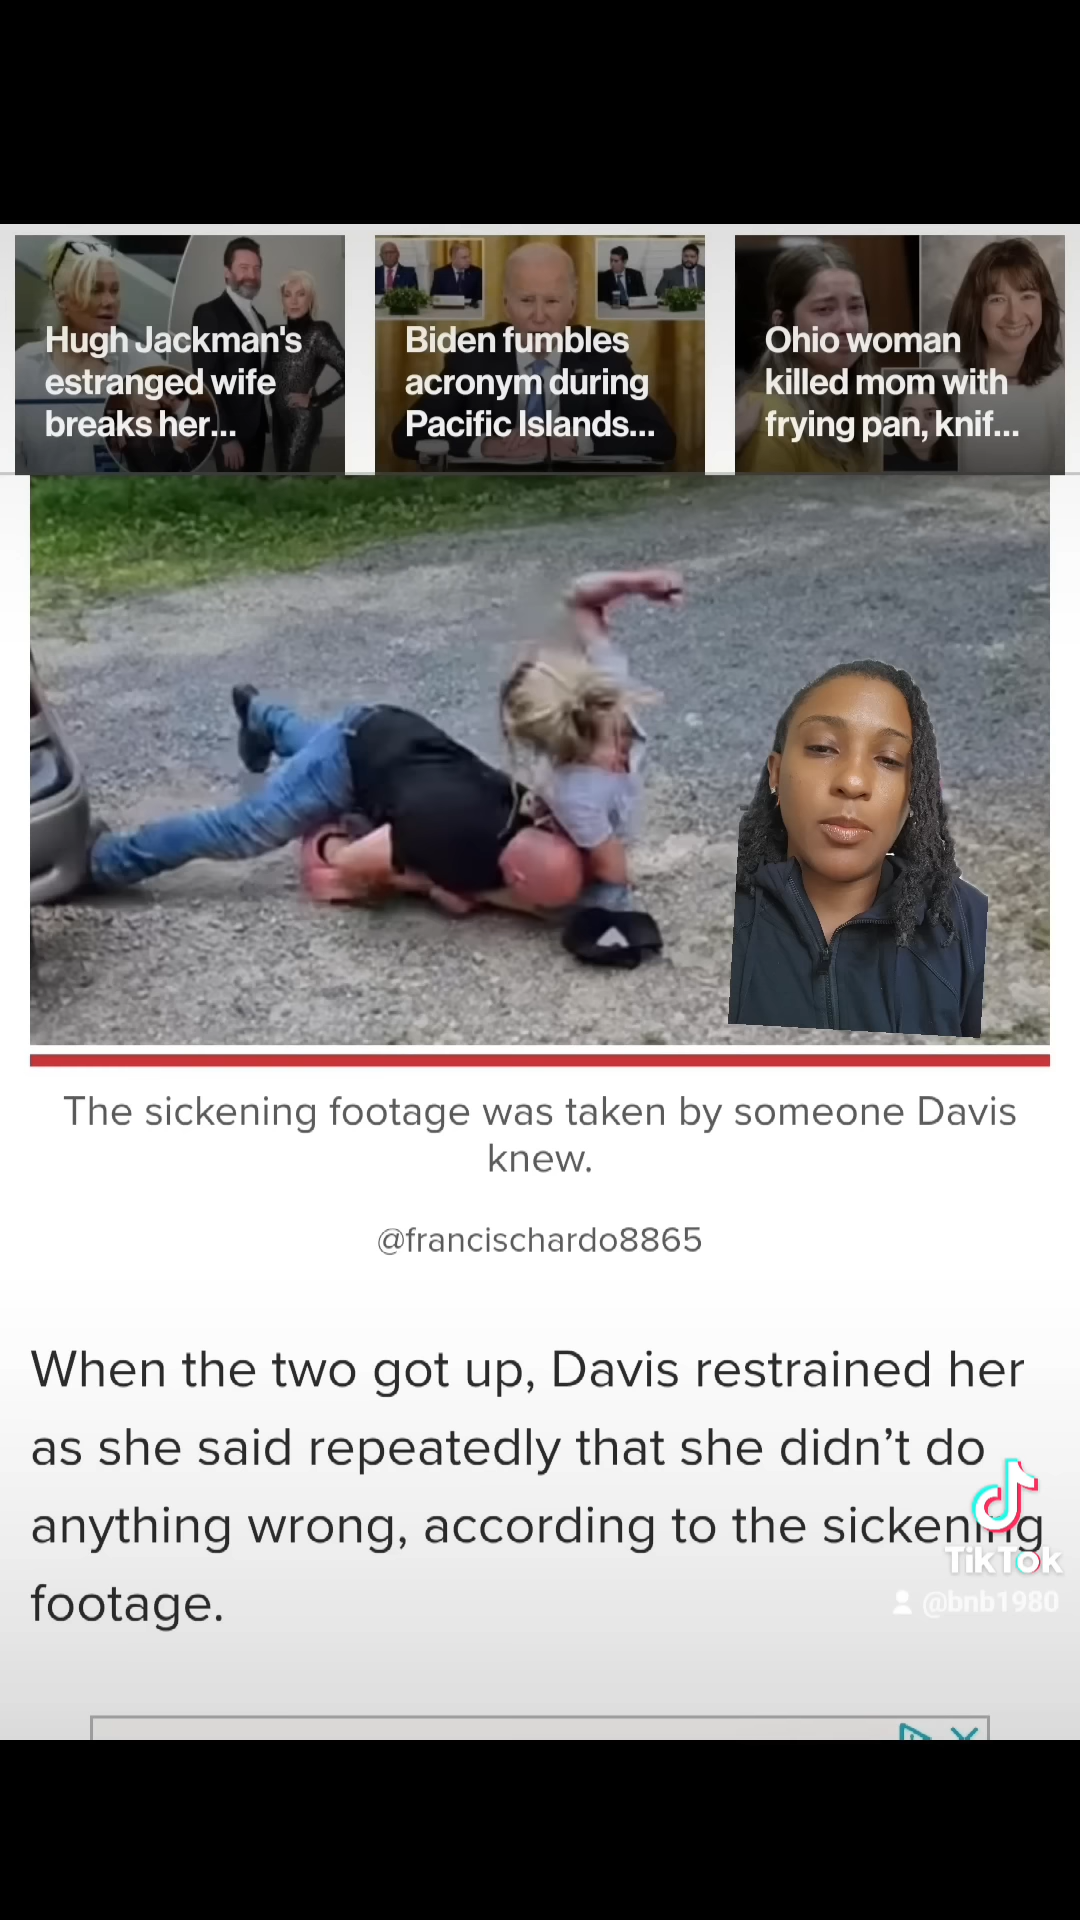 Hugh Jackman's
estranged wife
breaks her...
Biden fumbles
acronym during
Pacific Islands...
Ohio woman
killed mom with
frying pan, knif...
The sickening footage was taken by someone Davis
knew.
@francischardo8865
When the two got up, Davis restrained her
as she said repeatedly that she didn’t do
anything wrong, according to the sickening
footage.
TikTok
@bnb1980